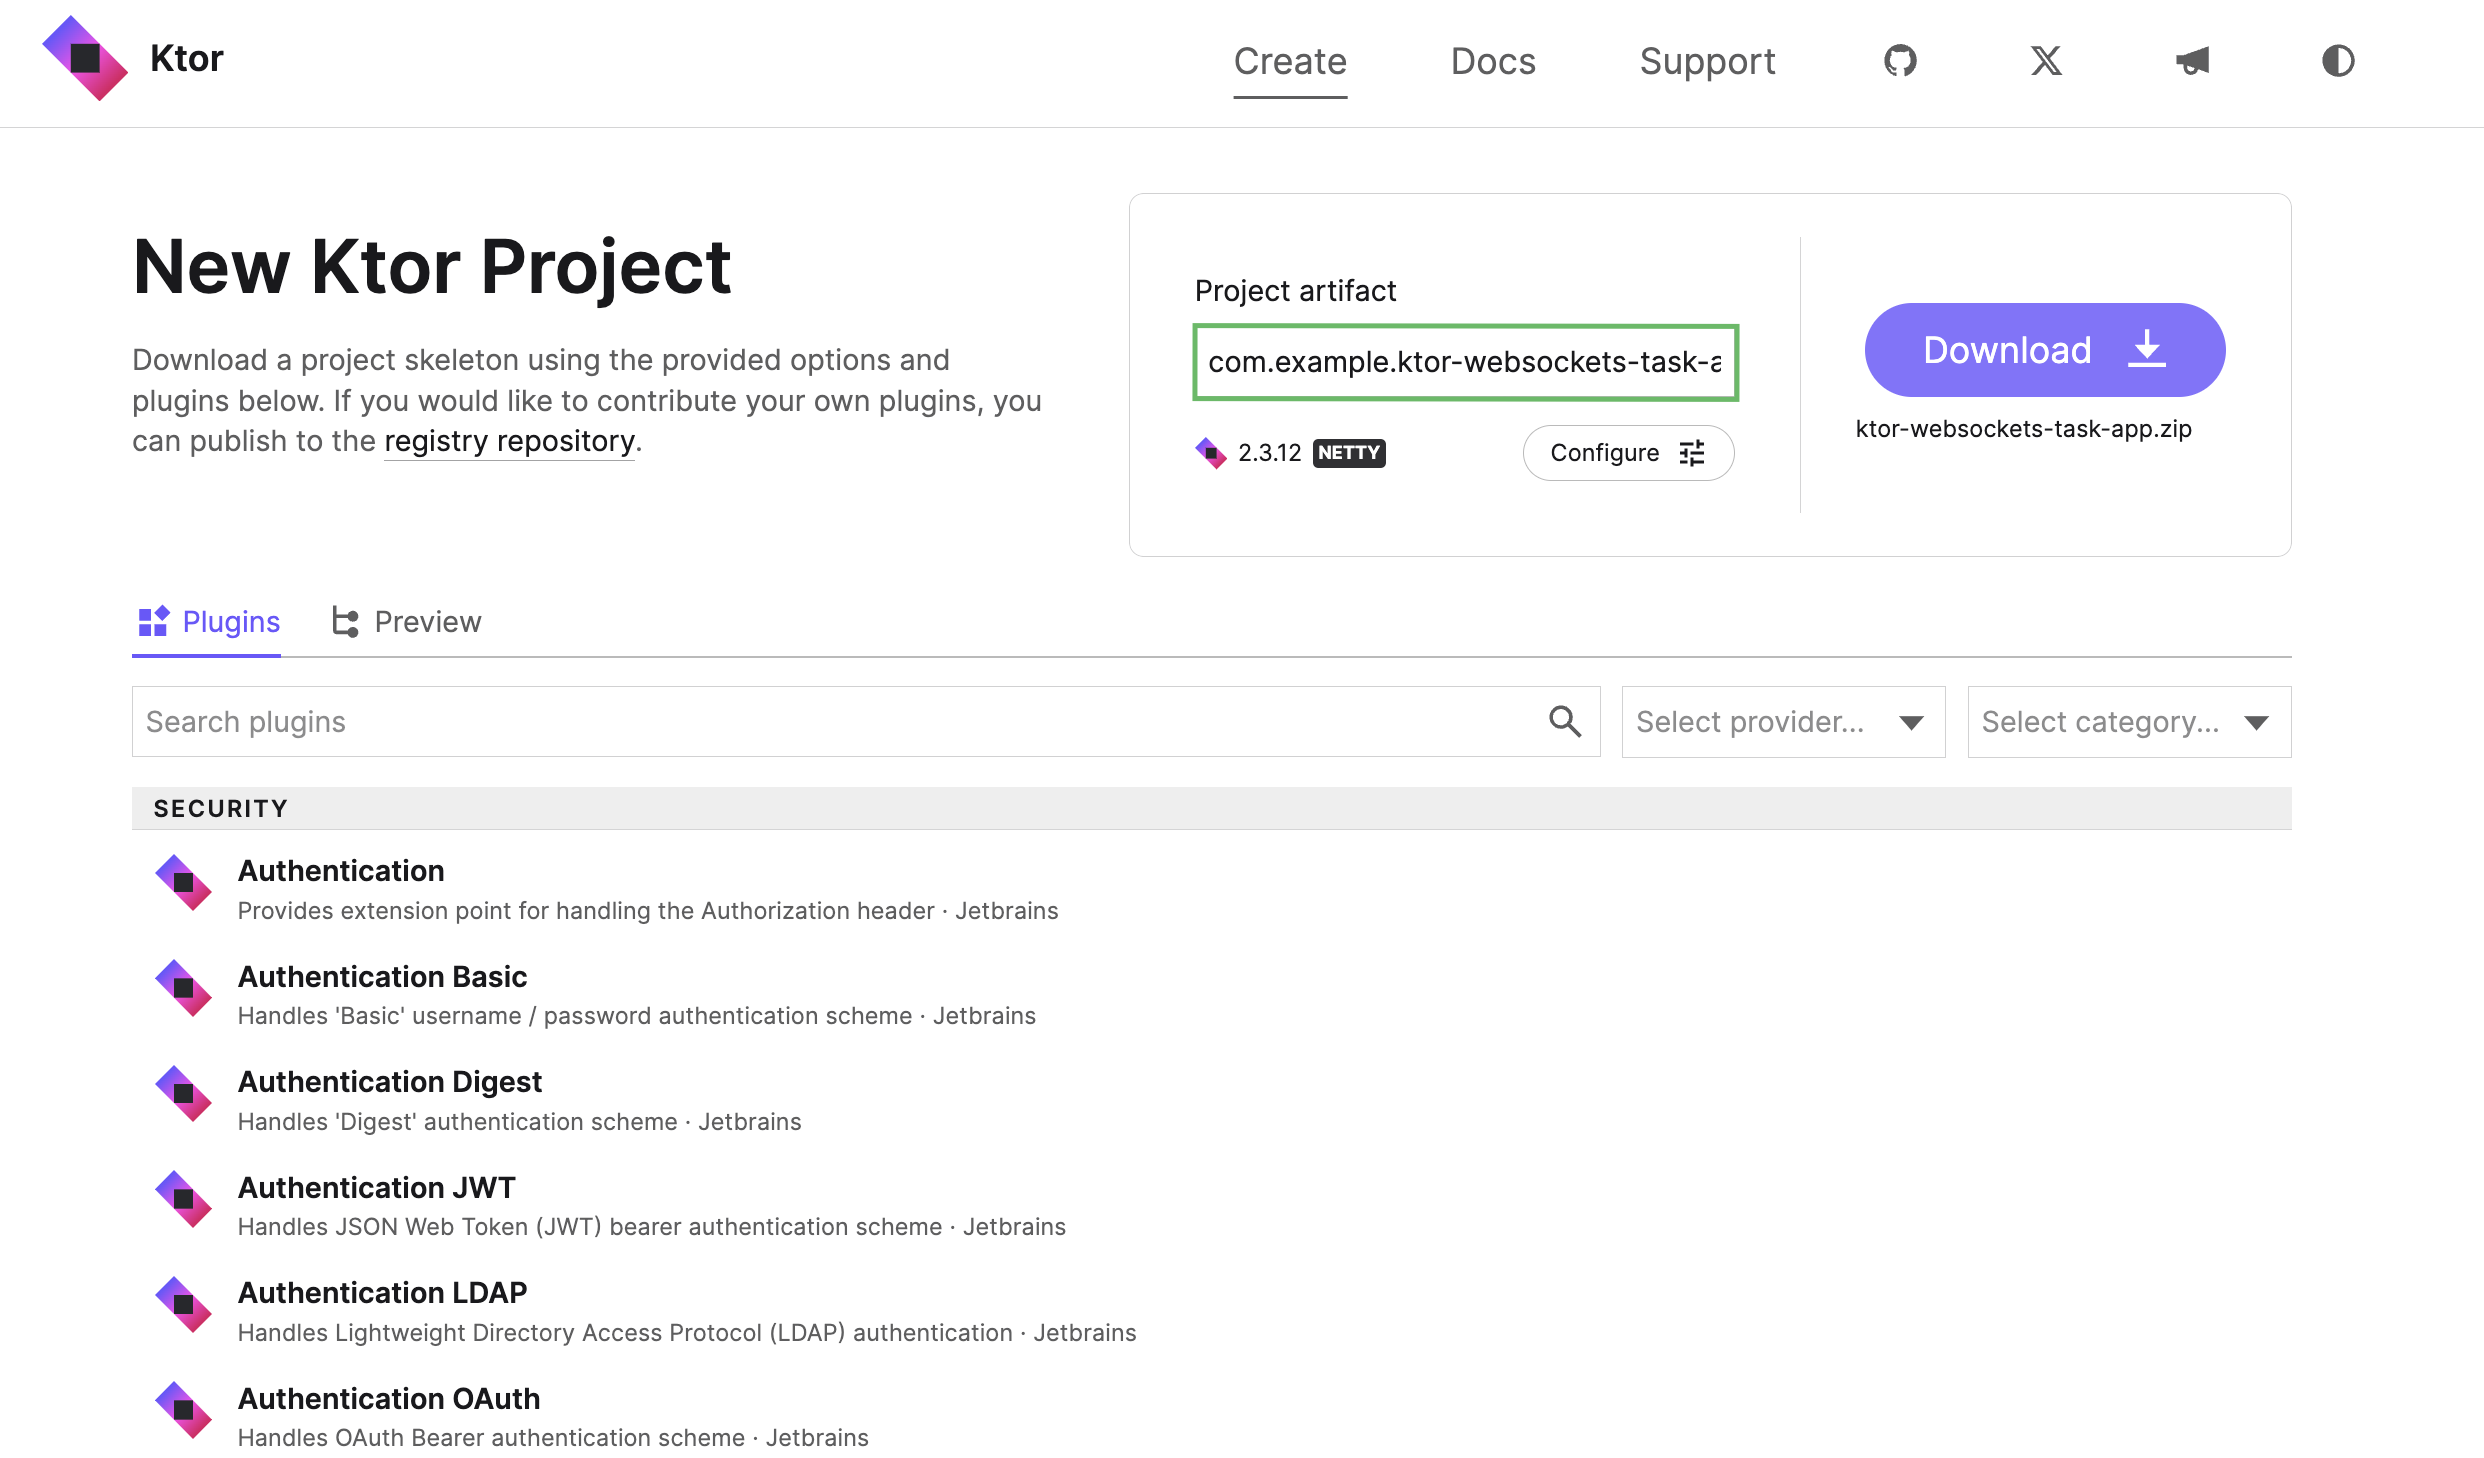 Ktor
Create
Docs
Support
New Ktor Project
Download a project skeleton using the provided options and
plugins below. If you would like to contribute your own plugins, you
can publish to the registry repository.
Project artifact
com.example.ktor-websockets-task-a
2.3.12 NETTY
Configure
Download
ktor-websockets-task-app.zip
Plugins
Preview
Search plugins
Select provider...
Select category...
SECURITY
Authentication
Provides extension point for handling the Authorization header · Jetbrains
Authentication Basic
Handles 'Basic' username / password authentication scheme · Jetbrains
Authentication Digest
Handles 'Digest' authentication scheme · Jetbrains
Authentication JWT
Handles JSON Web Token (JWT) bearer authentication scheme · Jetbrains
Authentication LDAP
Handles Lightweight Directory Access Protocol (LDAP) authentication · Jetbrains
Authentication OAuth
Handles OAuth Bearer authentication scheme · Jetbrains